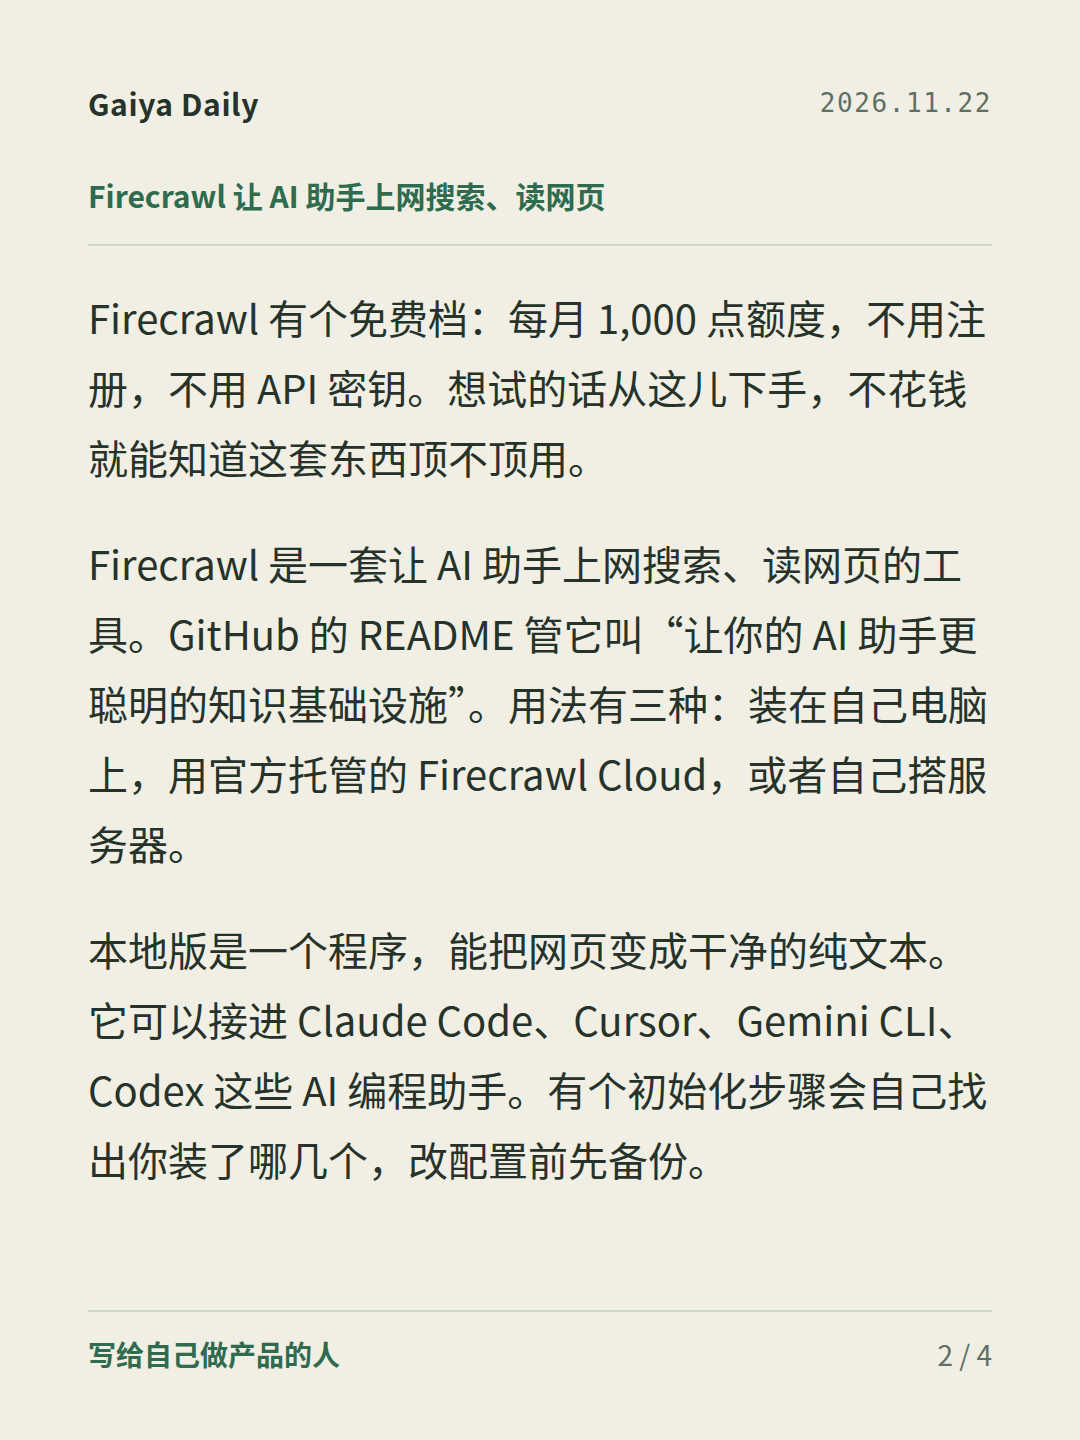 Gaiya Daily
2026.11.22
Firecrawl 让 AI 助手上网搜索、读网页
Firecrawl 有个免费档：每月 1,000 点额度，不用注
册，不用 API 密钥。想试的话从这儿下手，不花钱
就能知道这套东西顶不顶用。
Firecrawl 是一套让 AI 助手上网搜索、读网页的工
具。GitHub 的 README 管它叫“让你的 AI 助手更
聪明的知识基础设施”。用法有三种：装在自己电脑
上，用官方托管的 Firecrawl Cloud，或者自己搭服
务器。
本地版是一个程序，能把网页变成干净的纯文本。
它可以接进 Claude Code、Cursor、Gemini CLI、
Codex 这些 AI 编程助手。有个初始化步骤会自己找
出你装了哪几个，改配置前先备份。
写给自己做产品的人
2 / 4